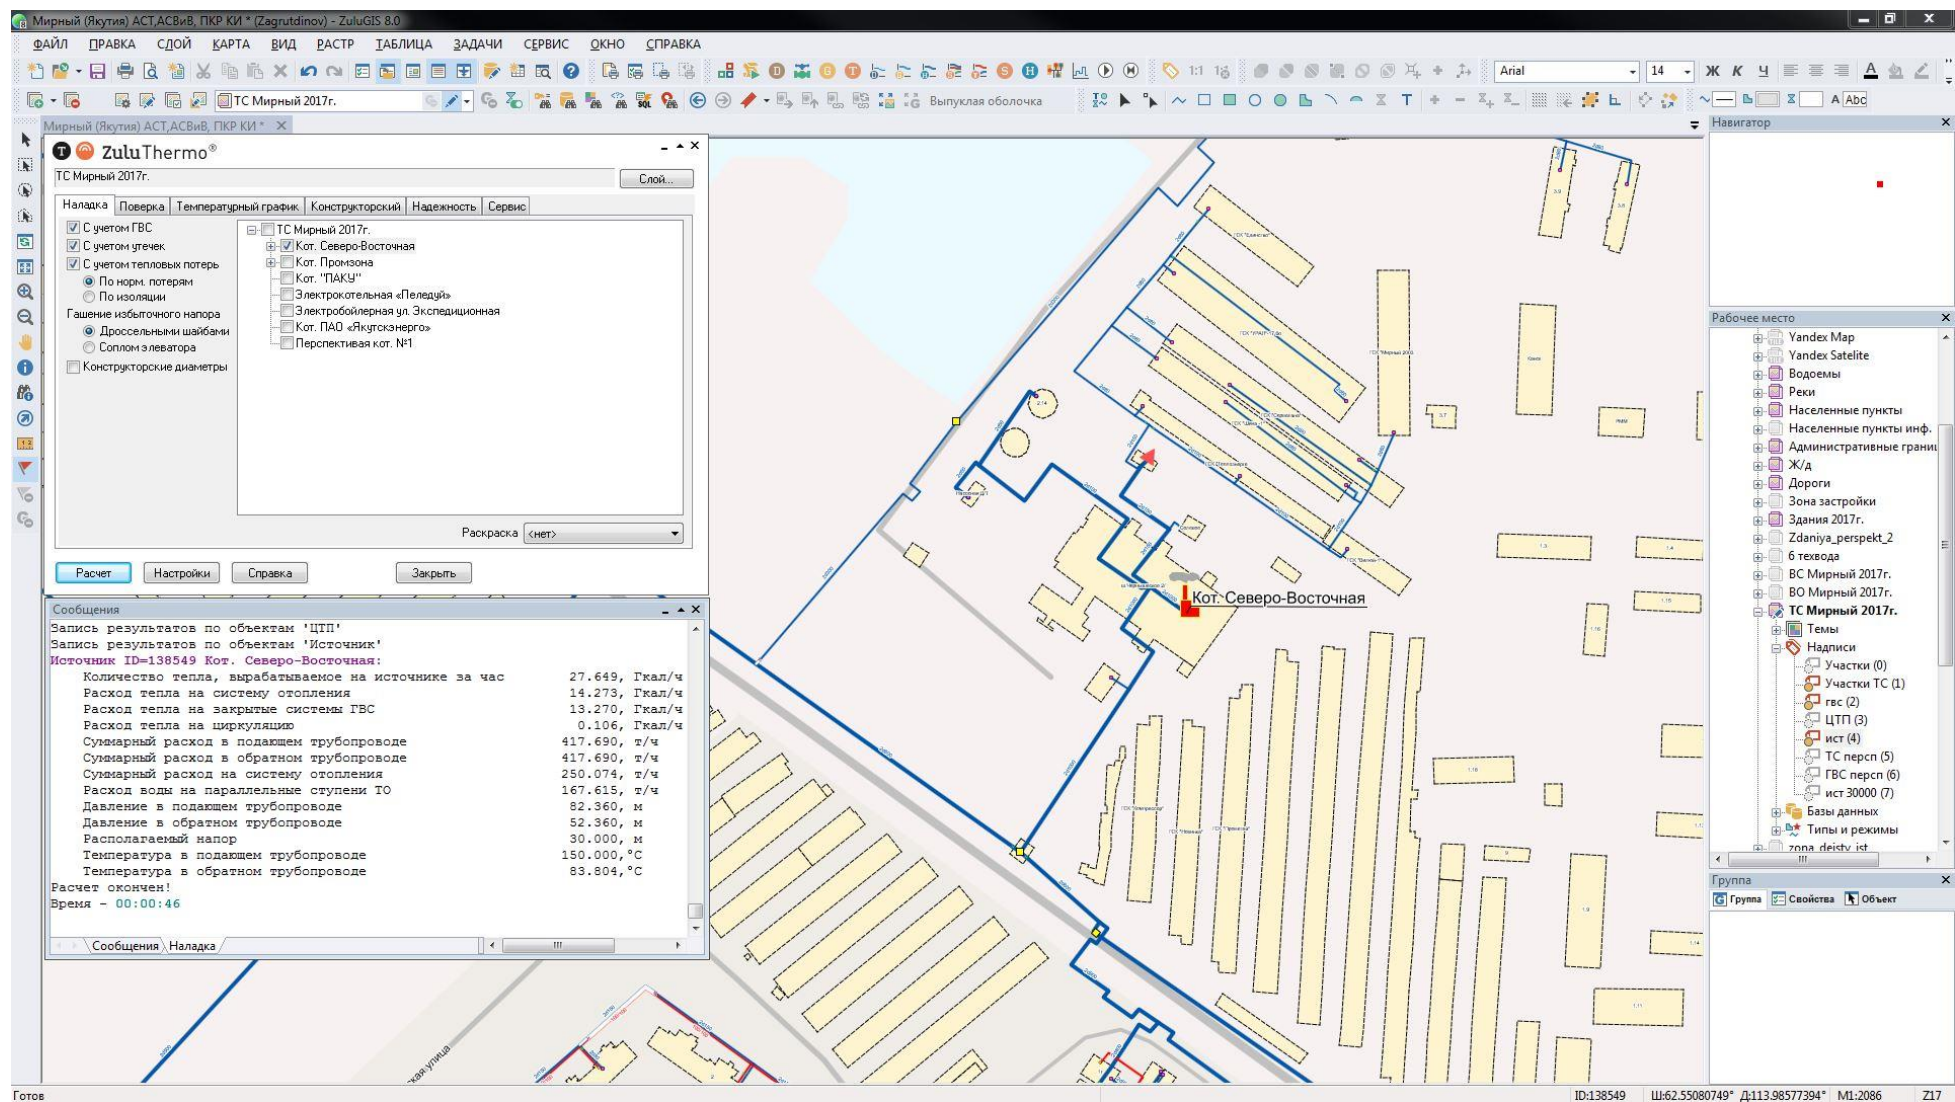 Мирный (Якутия) АСТ,АСВиВ, ПКР КИ * (Zagrutdinov) - ZuluGIS 8.0
ФАЙЛ ПРАВКА СЛОЙ КАРТА ВИД РАСТР ТАБЛИЦА ЗАДАЧИ СЕРВИС ОКНО СПРАВКА
1:1 Arial 14 Ж К Ч
ТС Мирный 2017г. SQL Выпуклая оболочка A Abc
Мирный (Якутия) АСТ,АСВиВ, ПКР КИ *
ZuluThermo®
ТС Мирный 2017г.
Слой...
Наладка Поверка Температурный график Конструкторский Надежность Сервис
С учетом ГВС
С учетом утечек
С учетом тепловых потерь
По норм. потерям
По изоляции
Гашение избыточного напора
Дроссельными шайбами
Соплом элеватора
Конструкторские диаметры
ТС Мирный 2017г.
Кот. Северо-Восточная
Кот. Промзона
Кот. "ПАКУ"
Электрокотельная «Пеледуй»
Электробойлерная ул. Экспедиционная
Кот. ПАО «Якутскэнерго»
Перспективая кот. №1
Раскраска <нет>
Расчет Настройки Справка Закрыть
Сообщения
Запись результатов по объектам 'ЦТП'
Запись результатов по объектам 'Источник'
Источник ID=138549 Кот. Северо-Восточная:
Количество тепла, вырабатываемое на источнике за час 27.649, Гкал/ч
Расход тепла на систему отопления 14.273, Гкал/ч
Расход тепла на закрытые системы ГВС 13.270, Гкал/ч
Расход тепла на циркуляцию 0.106, Гкал/ч
Суммарный расход в подающем трубопроводе 417.690, т/ч
Суммарный расход в обратном трубопроводе 417.690, т/ч
Суммарный расход на систему отопления 250.074, т/ч
Расход воды на параллельные ступени ТО 167.615, т/ч
Давление в подающем трубопроводе 82.360, м
Давление в обратном трубопроводе 52.360, м
Располагаемый напор 30.000, м
Температура в подающем трубопроводе 150.000,°C
Температура в обратном трубопроводе 83.804,°C
Расчет окончен!
Время - 00:00:46
Сообщения Наладка
Кот. Северо-Восточная
ская улица
Навигатор
Рабочее место
Yandex Map
Yandex Satelite
Водоемы
Реки
Населенные пункты
Населенные пункты инф.
Административные грани
Ж/д
Дороги
Зона застройки
Здания 2017г.
Zdaniya_perspekt_2
6 техвода
ВС Мирный 2017г.
ВО Мирный 2017г.
ТС Мирный 2017г.
Темы
Надписи
Участки (0)
Участки ТС (1)
гвс (2)
ЦТП (3)
ист (4)
ТС персп (5)
ГВС персп (6)
ист 30000 (7)
Базы данных
Типы и режимы
zona_deistv_ist
Группа
Группа Свойства Объект
Готов ID:138549 Ш:62.55080749° Д:113.98577394° М1:2086 Z17